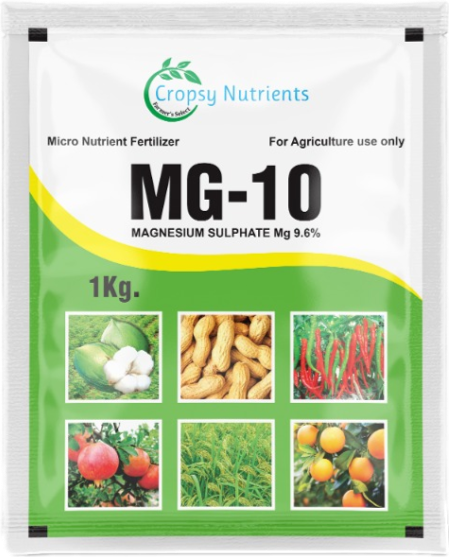 Cropsy Nutrients
Farmer's Select
Micro Nutrient Fertilizer
For Agriculture use only
MG-10
MAGNESIUM SULPHATE Mg 9.6%
1Kg.